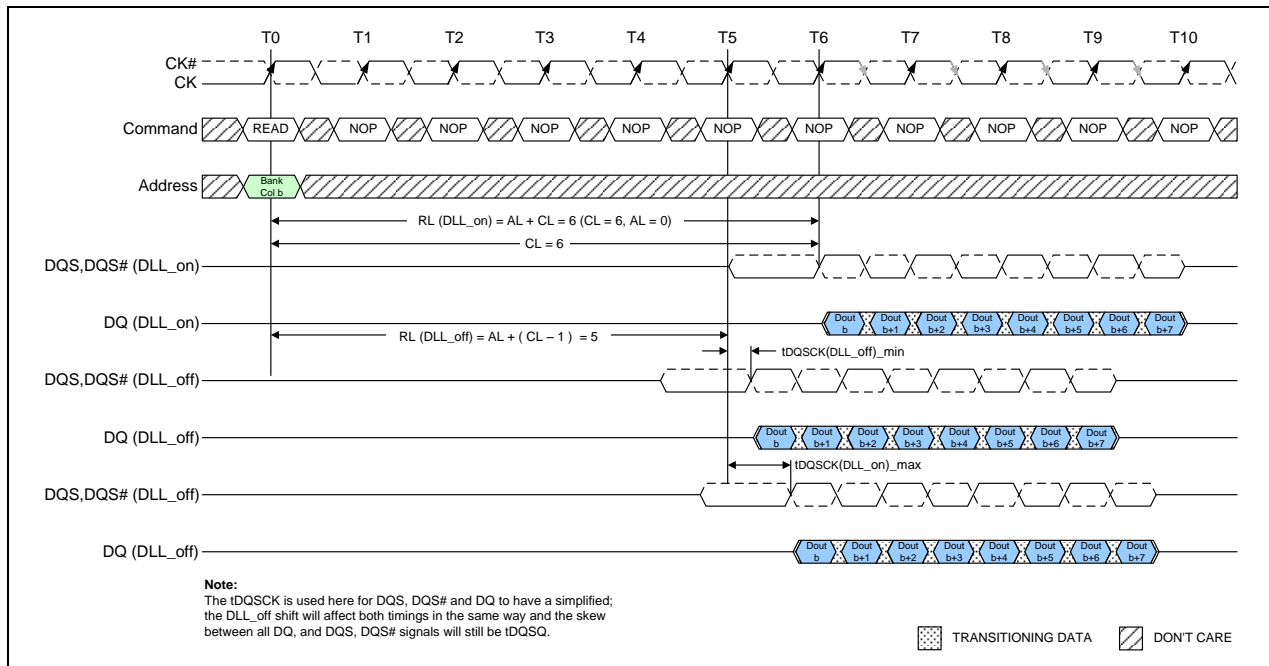 T0 T1 T2 T3 T4 T5 T6 T7 T8 T9 T10
CK#
CK
Command READ NOP NOP NOP NOP NOP NOP NOP NOP NOP NOP
Address Bank
Col b
RL (DLL_on) = AL + CL = 6 (CL = 6, AL = 0)
CL = 6
DQS,DQS# (DLL_on)
DQ (DLL_on) Dout b Dout b+1 Dout b+2 Dout b+3 Dout b+4 Dout b+5 Dout b+6 Dout b+7
RL (DLL_off) = AL + ( CL – 1 ) = 5
tDQSCK(DLL_off)_min
DQS,DQS# (DLL_off)
DQ (DLL_off) Dout b Dout b+1 Dout b+2 Dout b+3 Dout b+4 Dout b+5 Dout b+6 Dout b+7
tDQSCK(DLL_on)_max
DQS,DQS# (DLL_off)
DQ (DLL_off) Dout b Dout b+1 Dout b+2 Dout b+3 Dout b+4 Dout b+5 Dout b+6 Dout b+7
Note:
The tDQSCK is used here for DQS, DQS# and DQ to have a simplified;
the DLL_off shift will affect both timings in the same way and the skew
between all DQ, and DQS, DQS# signals will still be tDQSQ.
TRANSITIONING DATA DON'T CARE